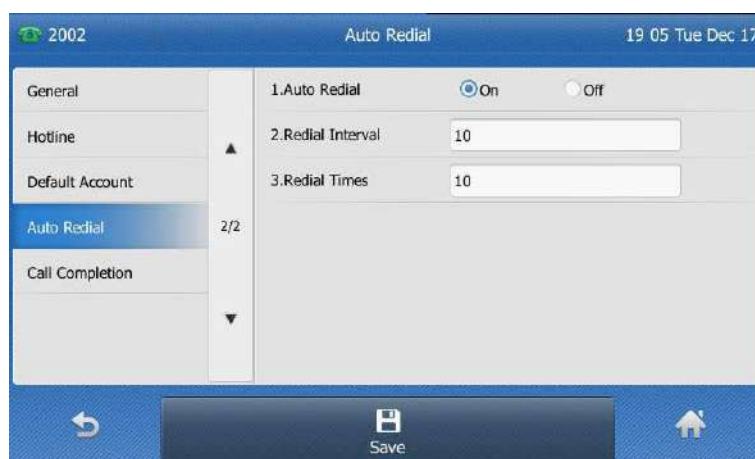 2002 Auto Redial 19 05 Tue Dec 17
General
Hotline
Default Account
Auto Redial
Call Completion
2/2
1.Auto Redial On Off
2.Redial Interval 10
3.Redial Times 10
Save